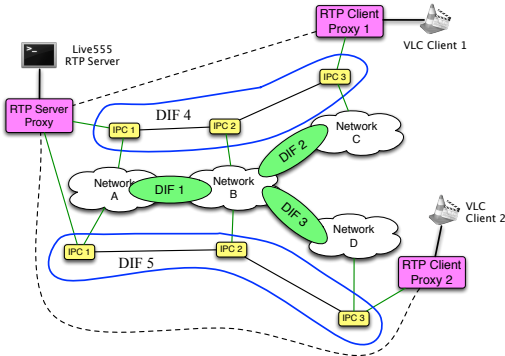 Live555
RTP Server
>_
RTP Client
Proxy 1
VLC Client 1
RTP Server
Proxy
IPC 1
DIF 4
IPC 2
IPC 3
Network
C
DIF 2
Network
A
DIF 1
Network
B
DIF 3
Network
D
VLC
Client 2
IPC 1
DIF 5
IPC 2
RTP Client
Proxy 2
IPC 3